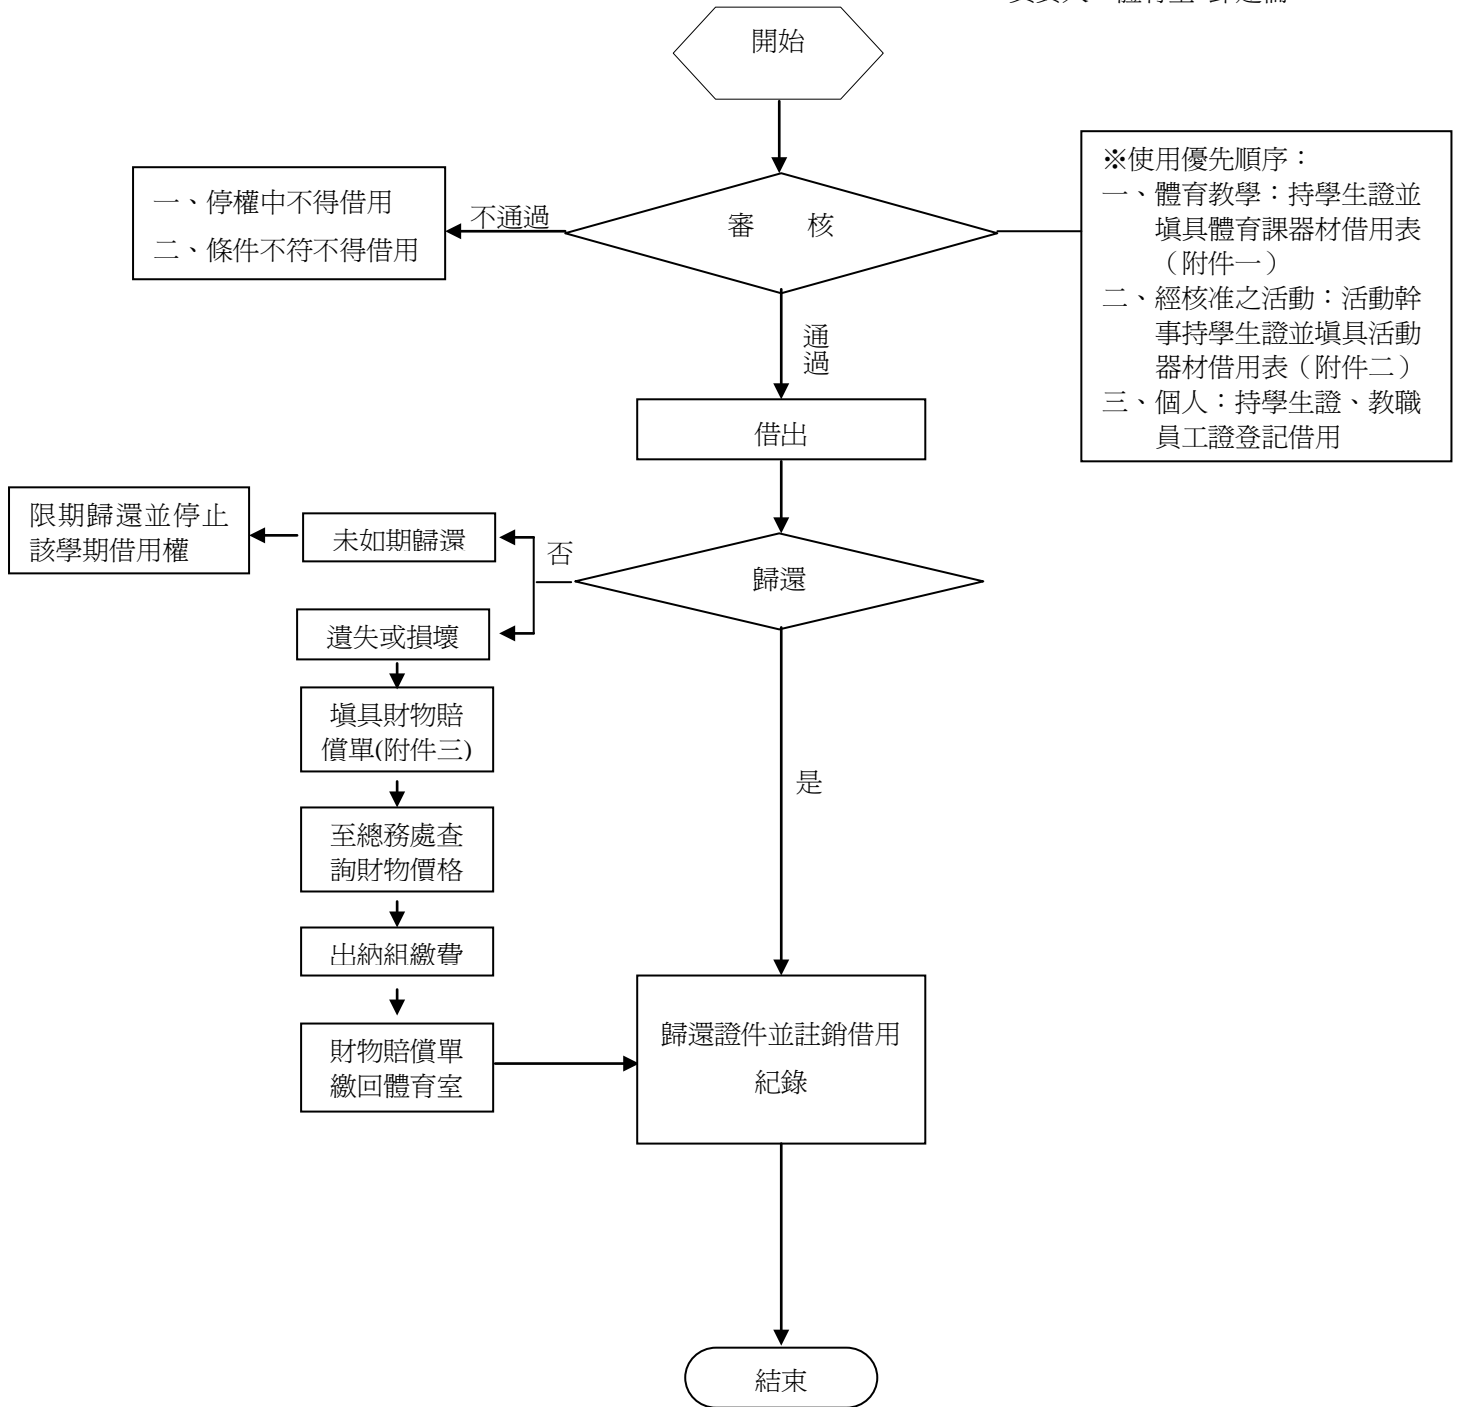 開始
※使用優先順序：
一、體育教學：持學生證並
填具體育課器材借用表
（附件一）
二、經核准之活動：活動幹
事持學生證並填具活動
器材借用表（附件二）
三、個人：持學生證、教職
員工證登記借用
一、停權中不得借用
二、條件不符不得借用
不通過
審 核
通過
借出
限期歸還並停止
該學期借用權
未如期歸還
否
歸還
遺失或損壞
填具財物賠
償單(附件三)
是
至總務處查
詢財物價格
出納組繳費
財物賠償單
繳回體育室
歸還證件並註銷借用
紀錄
結束